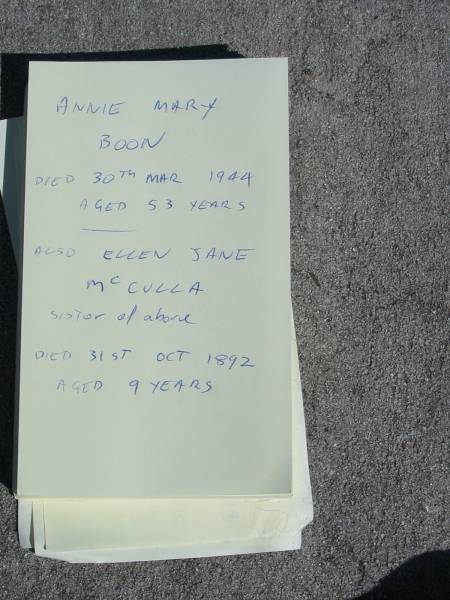 ANNIE MARY
BOON
DIED 30TH MAR 1944
AGED 53 YEARS
ALSO ELLEN JANE
McCULLA
sister of above
DIED 31ST OCT 1892
AGED 9 YEARS